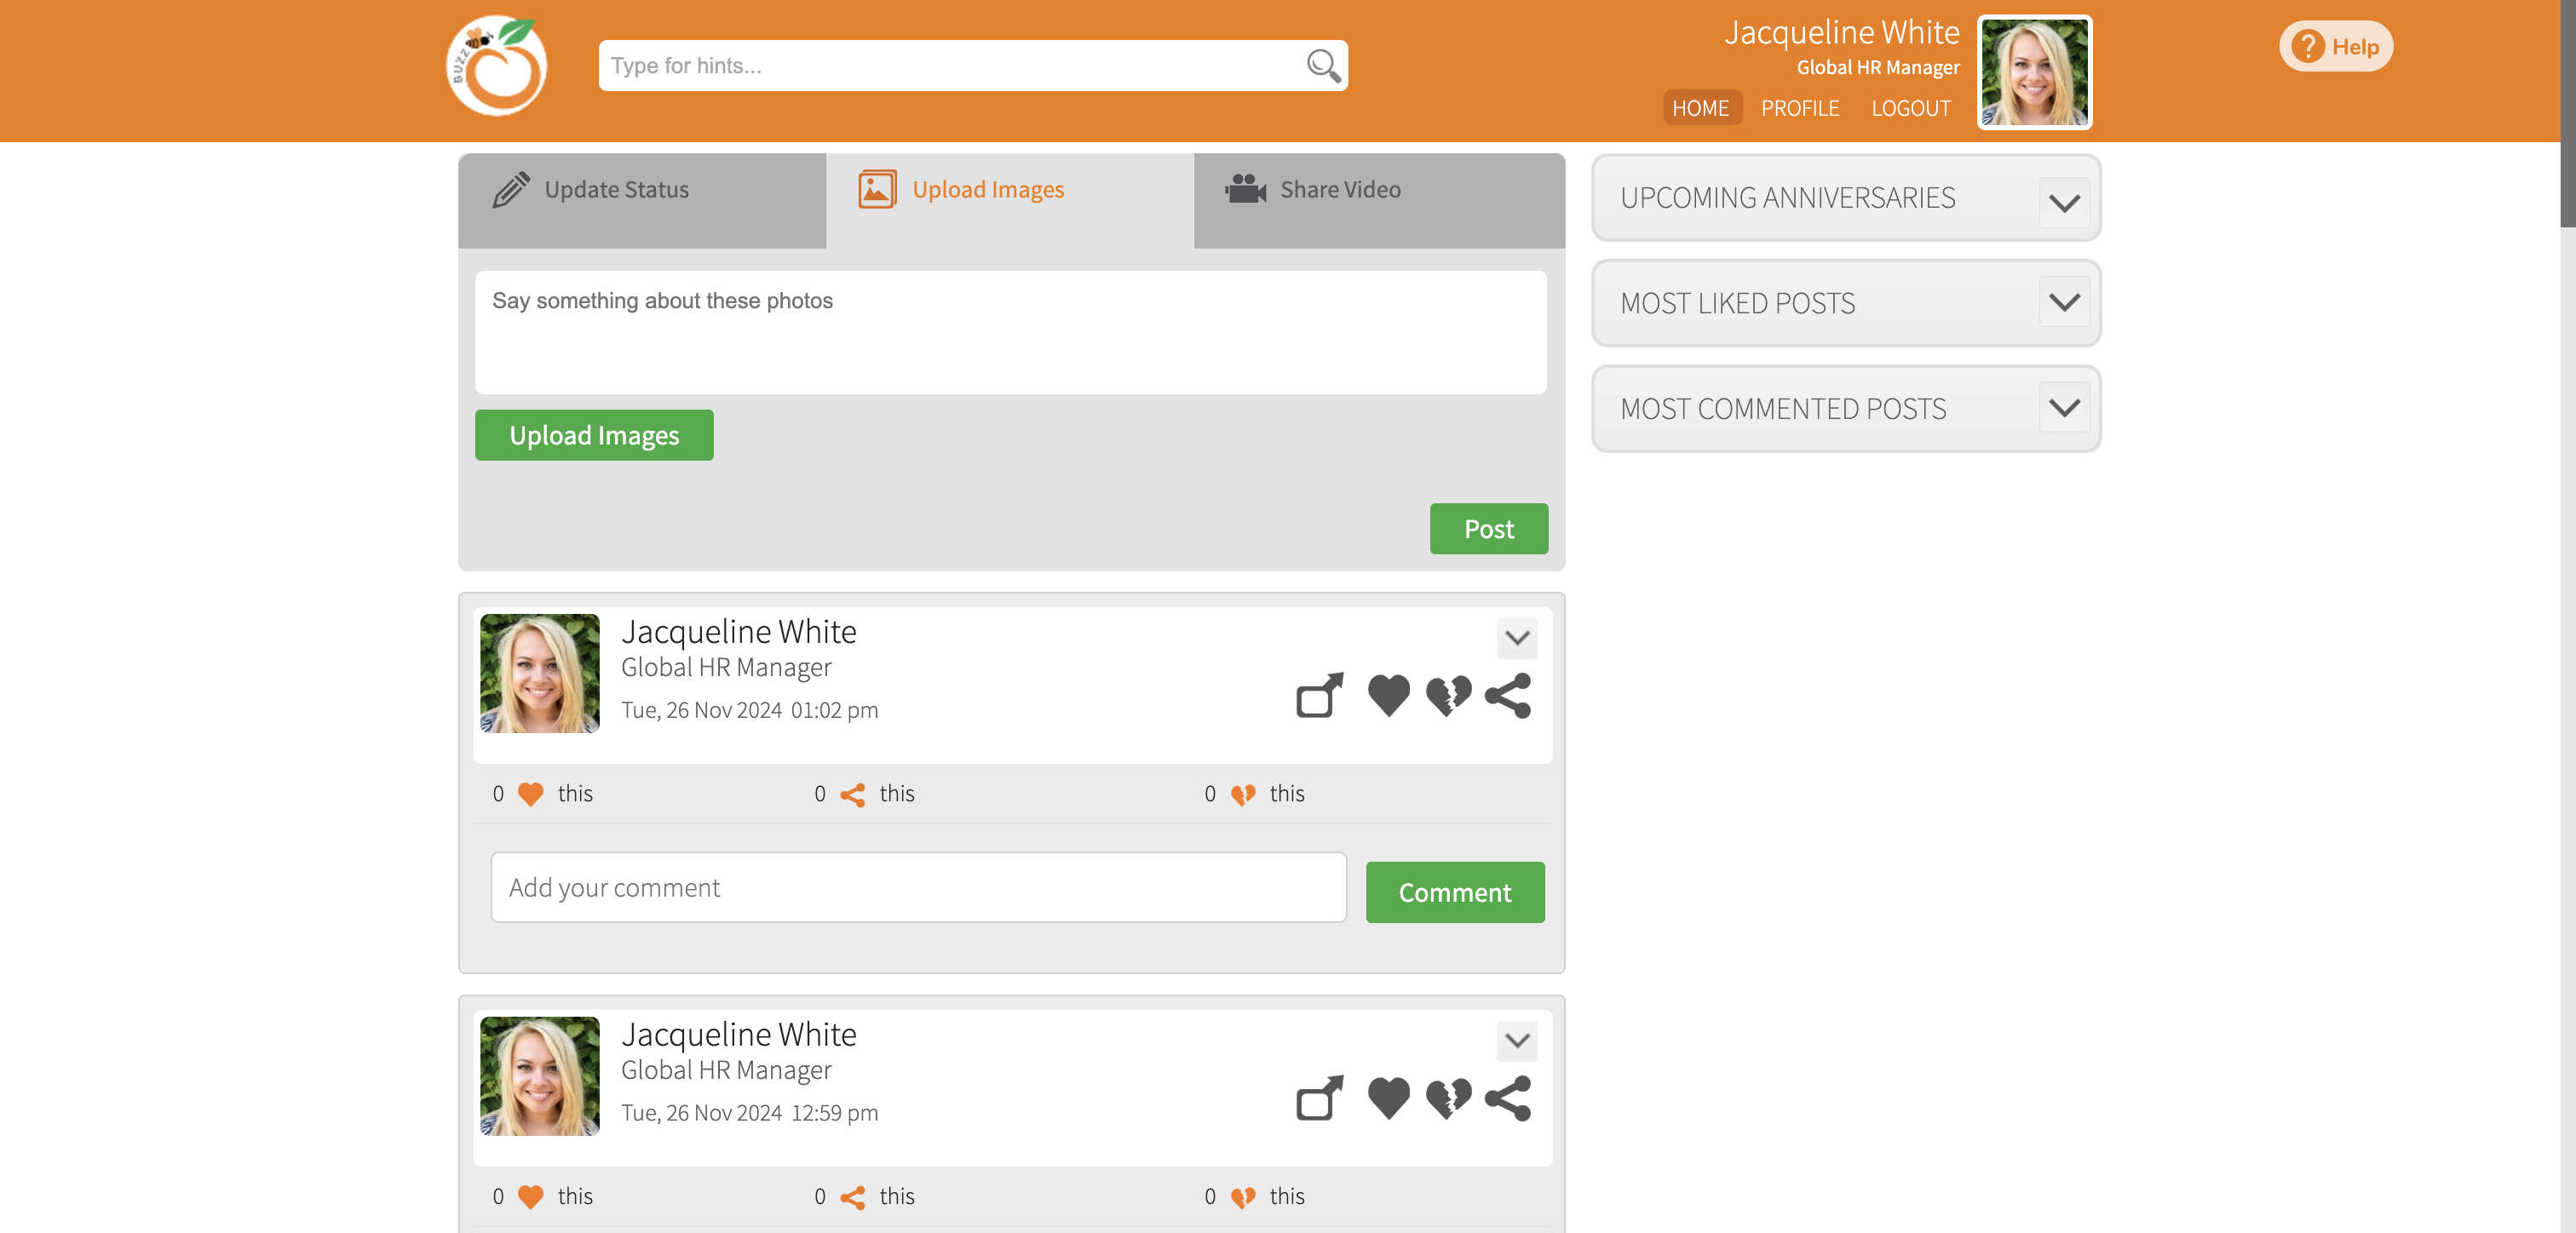 BUZZ
Type for hints...
Jacqueline White
Global HR Manager
HOME PROFILE LOGOUT
? Help
Update Status
Upload Images
Share Video
Say something about these photos
Upload Images
Post
UPCOMING ANNIVERSARIES
MOST LIKED POSTS
MOST COMMENTED POSTS
Jacqueline White
Global HR Manager
Tue, 26 Nov 2024 01:02 pm
0 this 0 this 0 this
Add your comment
Comment
Jacqueline White
Global HR Manager
Tue, 26 Nov 2024 12:59 pm
0 this 0 this 0 this